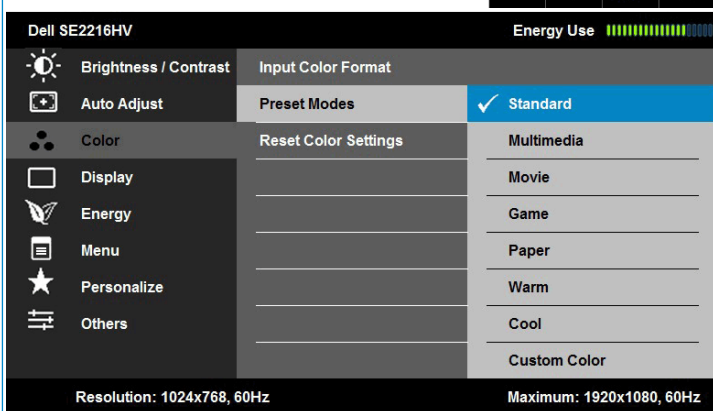 Dell SE2216HV Energy Use
Brightness / Contrast Input Color Format
Auto Adjust Preset Modes Standard
Color Reset Color Settings Multimedia
Display Movie
Energy Game
Menu Paper
Personalize Warm
Others Cool
Custom Color
Resolution: 1024x768, 60Hz Maximum: 1920x1080, 60Hz